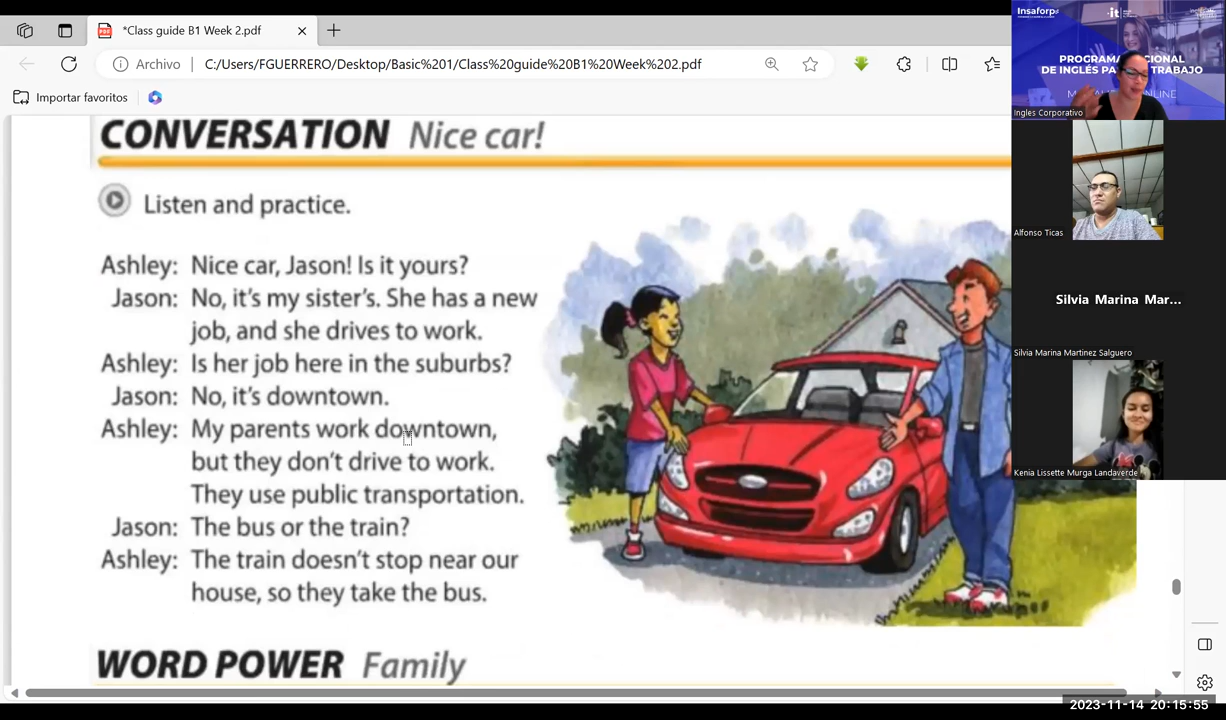 *Class guide B1 Week 2.pdf
Archivo C:/Users/FGUERRERO/Desktop/Basic%201/Class%20guide%20B1%20Week%202.pdf
Importar favoritos
CONVERSATION Nice car!
Listen and practice.
Ashley: Nice car, Jason! Is it yours?
Jason: No, it's my sister's. She has a new
job, and she drives to work.
Ashley: Is her job here in the suburbs?
Jason: No, it's downtown.
Ashley: My parents work downtown,
but they don't drive to work.
They use public transportation.
Jason: The bus or the train?
Ashley: The train doesn't stop near our
house, so they take the bus.
WORD POWER Family
Insaforp
it
Ingles Corporativo
Alfonso Ticas
Silvia Marina Mar...
Silvia Marina Martinez Salguero
Kenia Lissette Murga Landaverde
2023-11-14 20:15:55